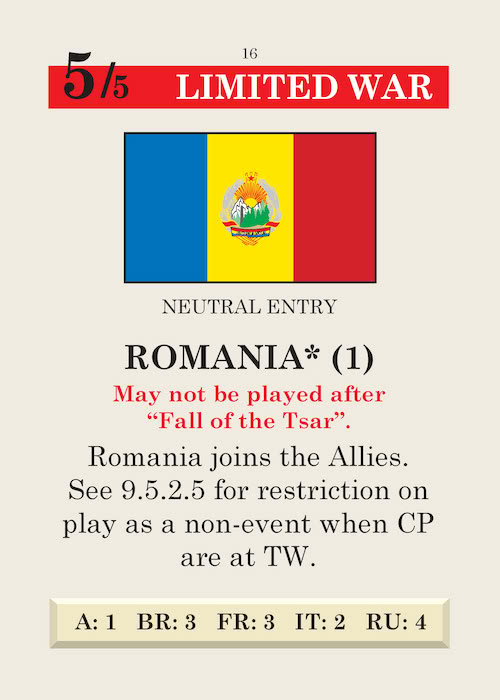 16
5/5 LIMITED WAR
NEUTRAL ENTRY
ROMANIA* (1)
May not be played after
“Fall of the Tsar”.
Romania joins the Allies.
See 9.5.2.5 for restriction on
play as a non-event when CP
are at TW.
A: 1 BR: 3 FR: 3 IT: 2 RU: 4